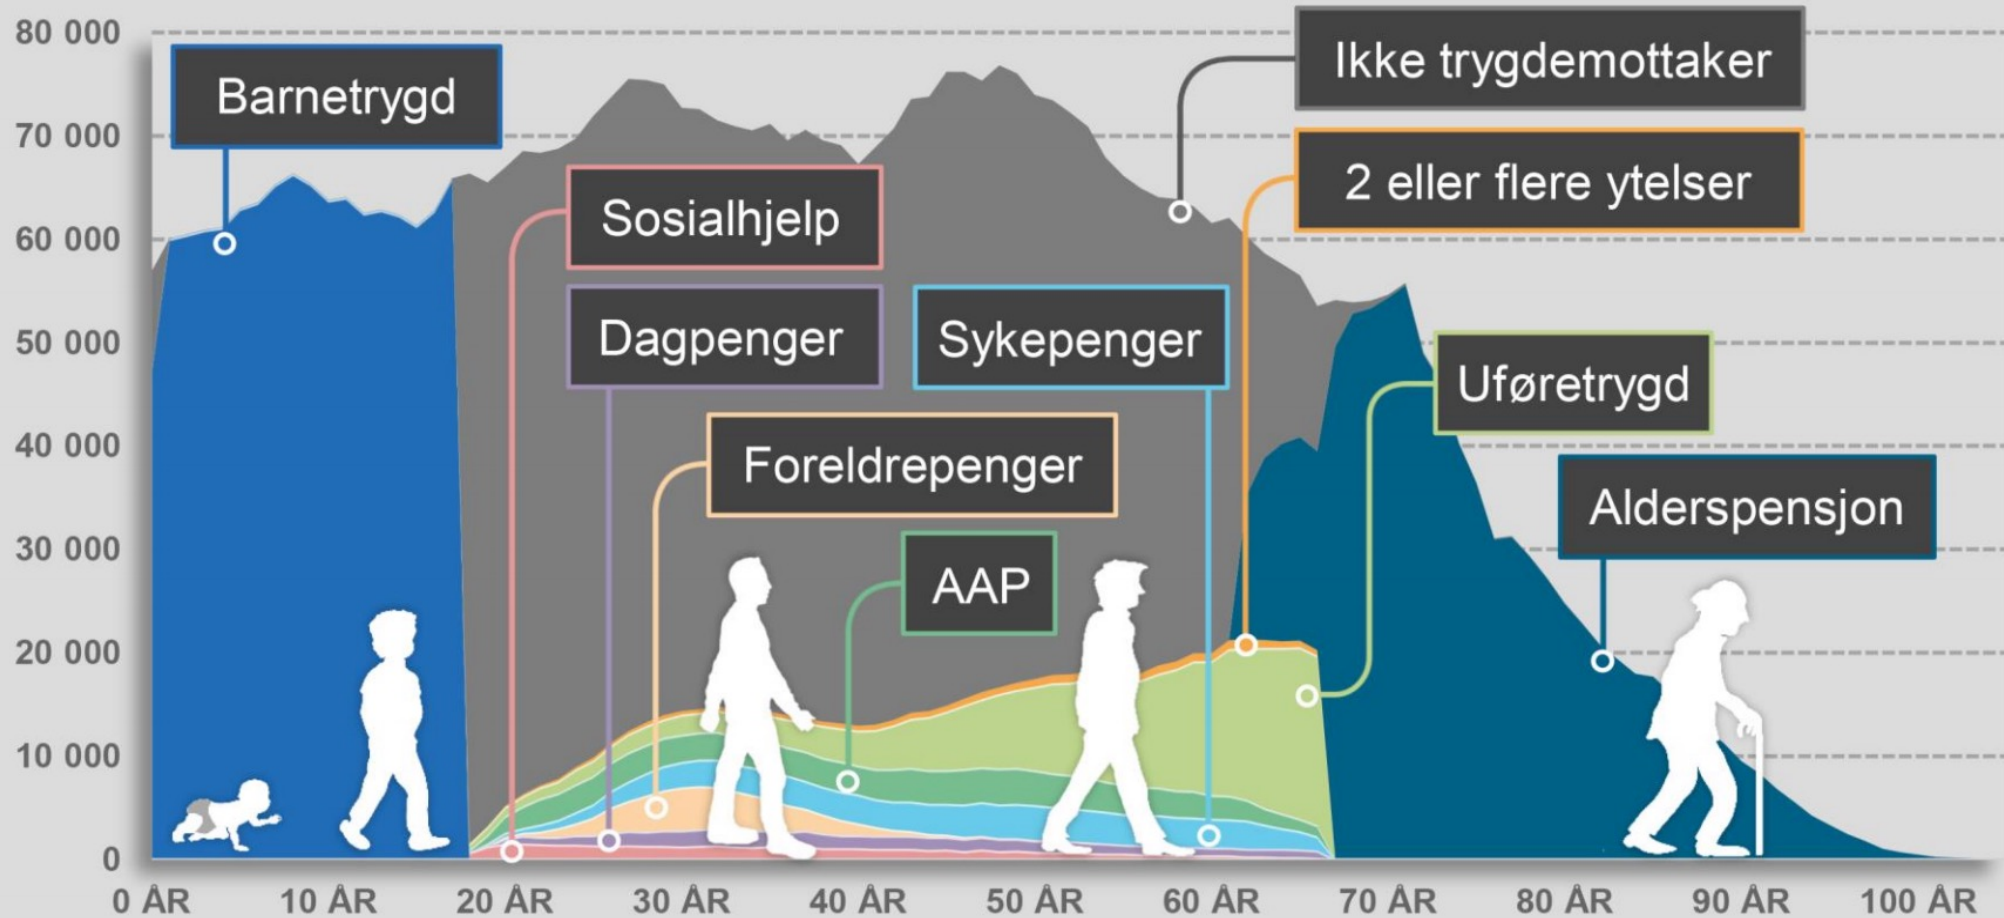 80 000
70 000
60 000
50 000
40 000
30 000
20 000
10 000
0
Barnetrygd
Ikke trygdemottaker
2 eller flere ytelser
Sosialhjelp
Dagpenger
Sykepenger
Uføretrygd
Foreldrepenger
Alderspensjon
AAP
0 ÅR 10 ÅR 20 ÅR 30 ÅR 40 ÅR 50 ÅR 60 ÅR 70 ÅR 80 ÅR 90 ÅR 100 ÅR